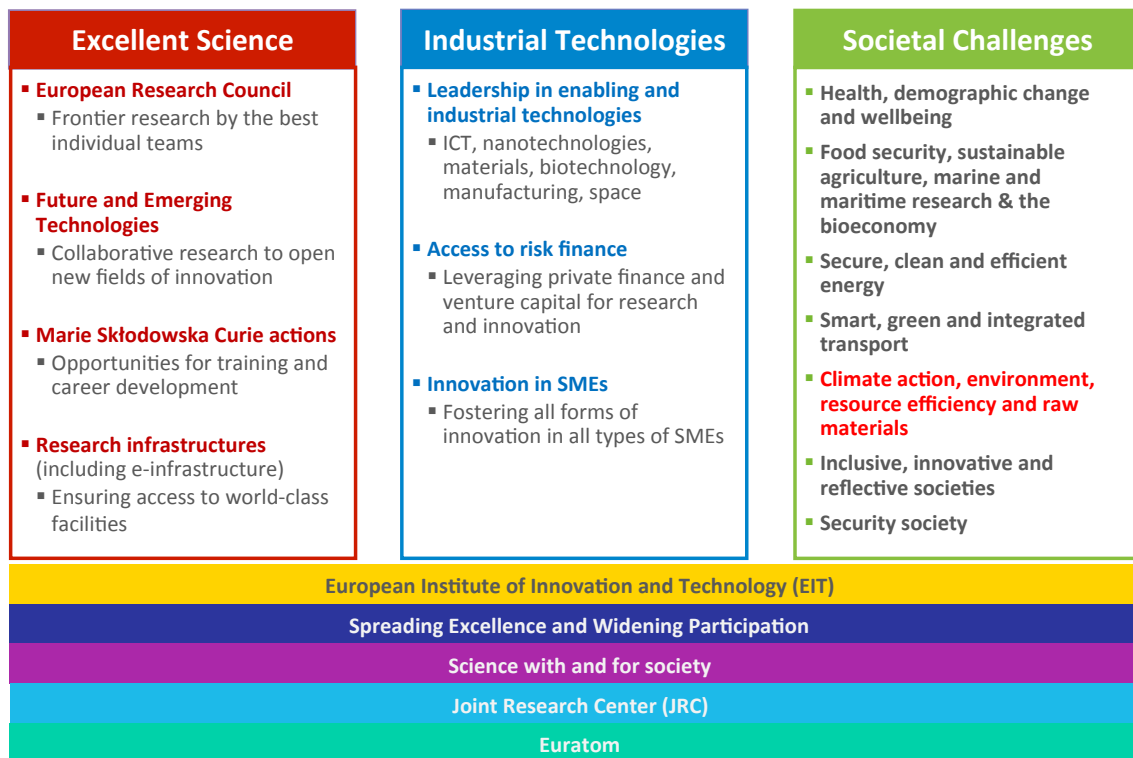 Excellent Science
▪ European Research Council
▪ Frontier research by the best
individual teams
▪ Future and Emerging
Technologies
▪ Collaborative research to open
new fields of innovation
▪ Marie Skłodowska Curie actions
▪ Opportunities for training and
career development
▪ Research infrastructures
(including e-infrastructure)
▪ Ensuring access to world-class
facilities
Industrial Technologies
▪ Leadership in enabling and
industrial technologies
▪ ICT, nanotechnologies,
materials, biotechnology,
manufacturing, space
▪ Access to risk finance
▪ Leveraging private finance and
venture capital for research
and innovation
▪ Innovation in SMEs
▪ Fostering all forms of
innovation in all types of SMEs
Societal Challenges
▪ Health, demographic change
and wellbeing
▪ Food security, sustainable
agriculture, marine and
maritime research & the
bioeconomy
▪ Secure, clean and efficient
energy
▪ Smart, green and integrated
transport
▪ Climate action, environment,
resource efficiency and raw
materials
▪ Inclusive, innovative and
reflective societies
▪ Security society
European Institute of Innovation and Technology (EIT)
Spreading Excellence and Widening Participation
Science with and for society
Joint Research Center (JRC)
Euratom